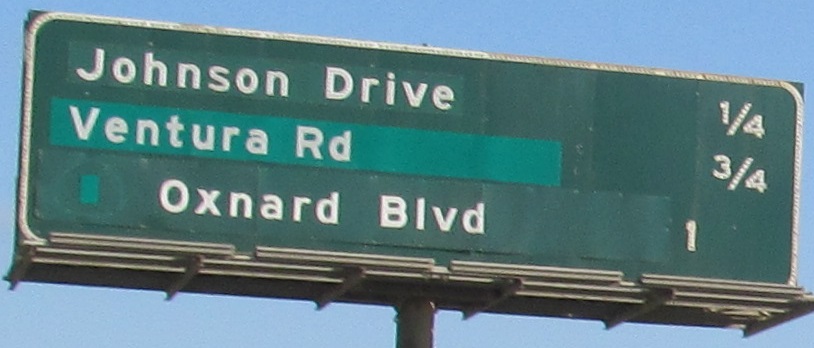 Johnson Drive 1/4
Ventura Rd 3/4
Oxnard Blvd 1